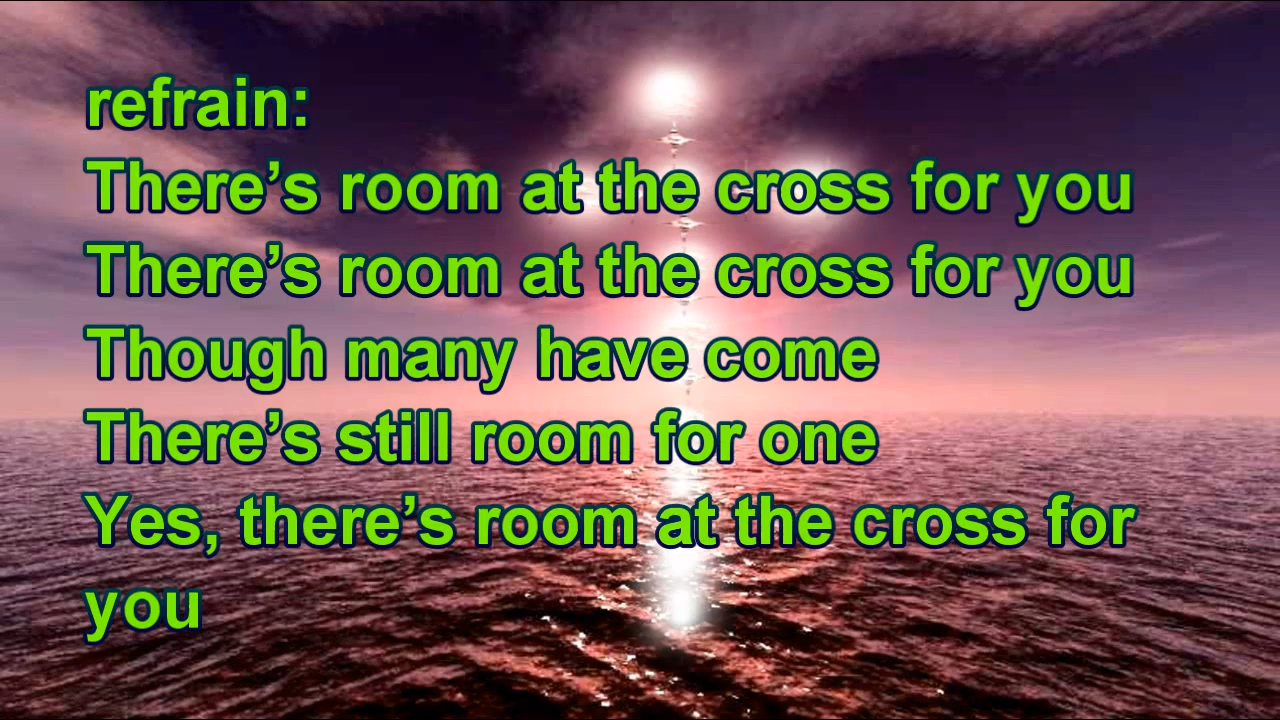 refrain:
There’s room at the cross for you
There’s room at the cross for you
Though many have come
There’s still room for one
Yes, there’s room at the cross for
you